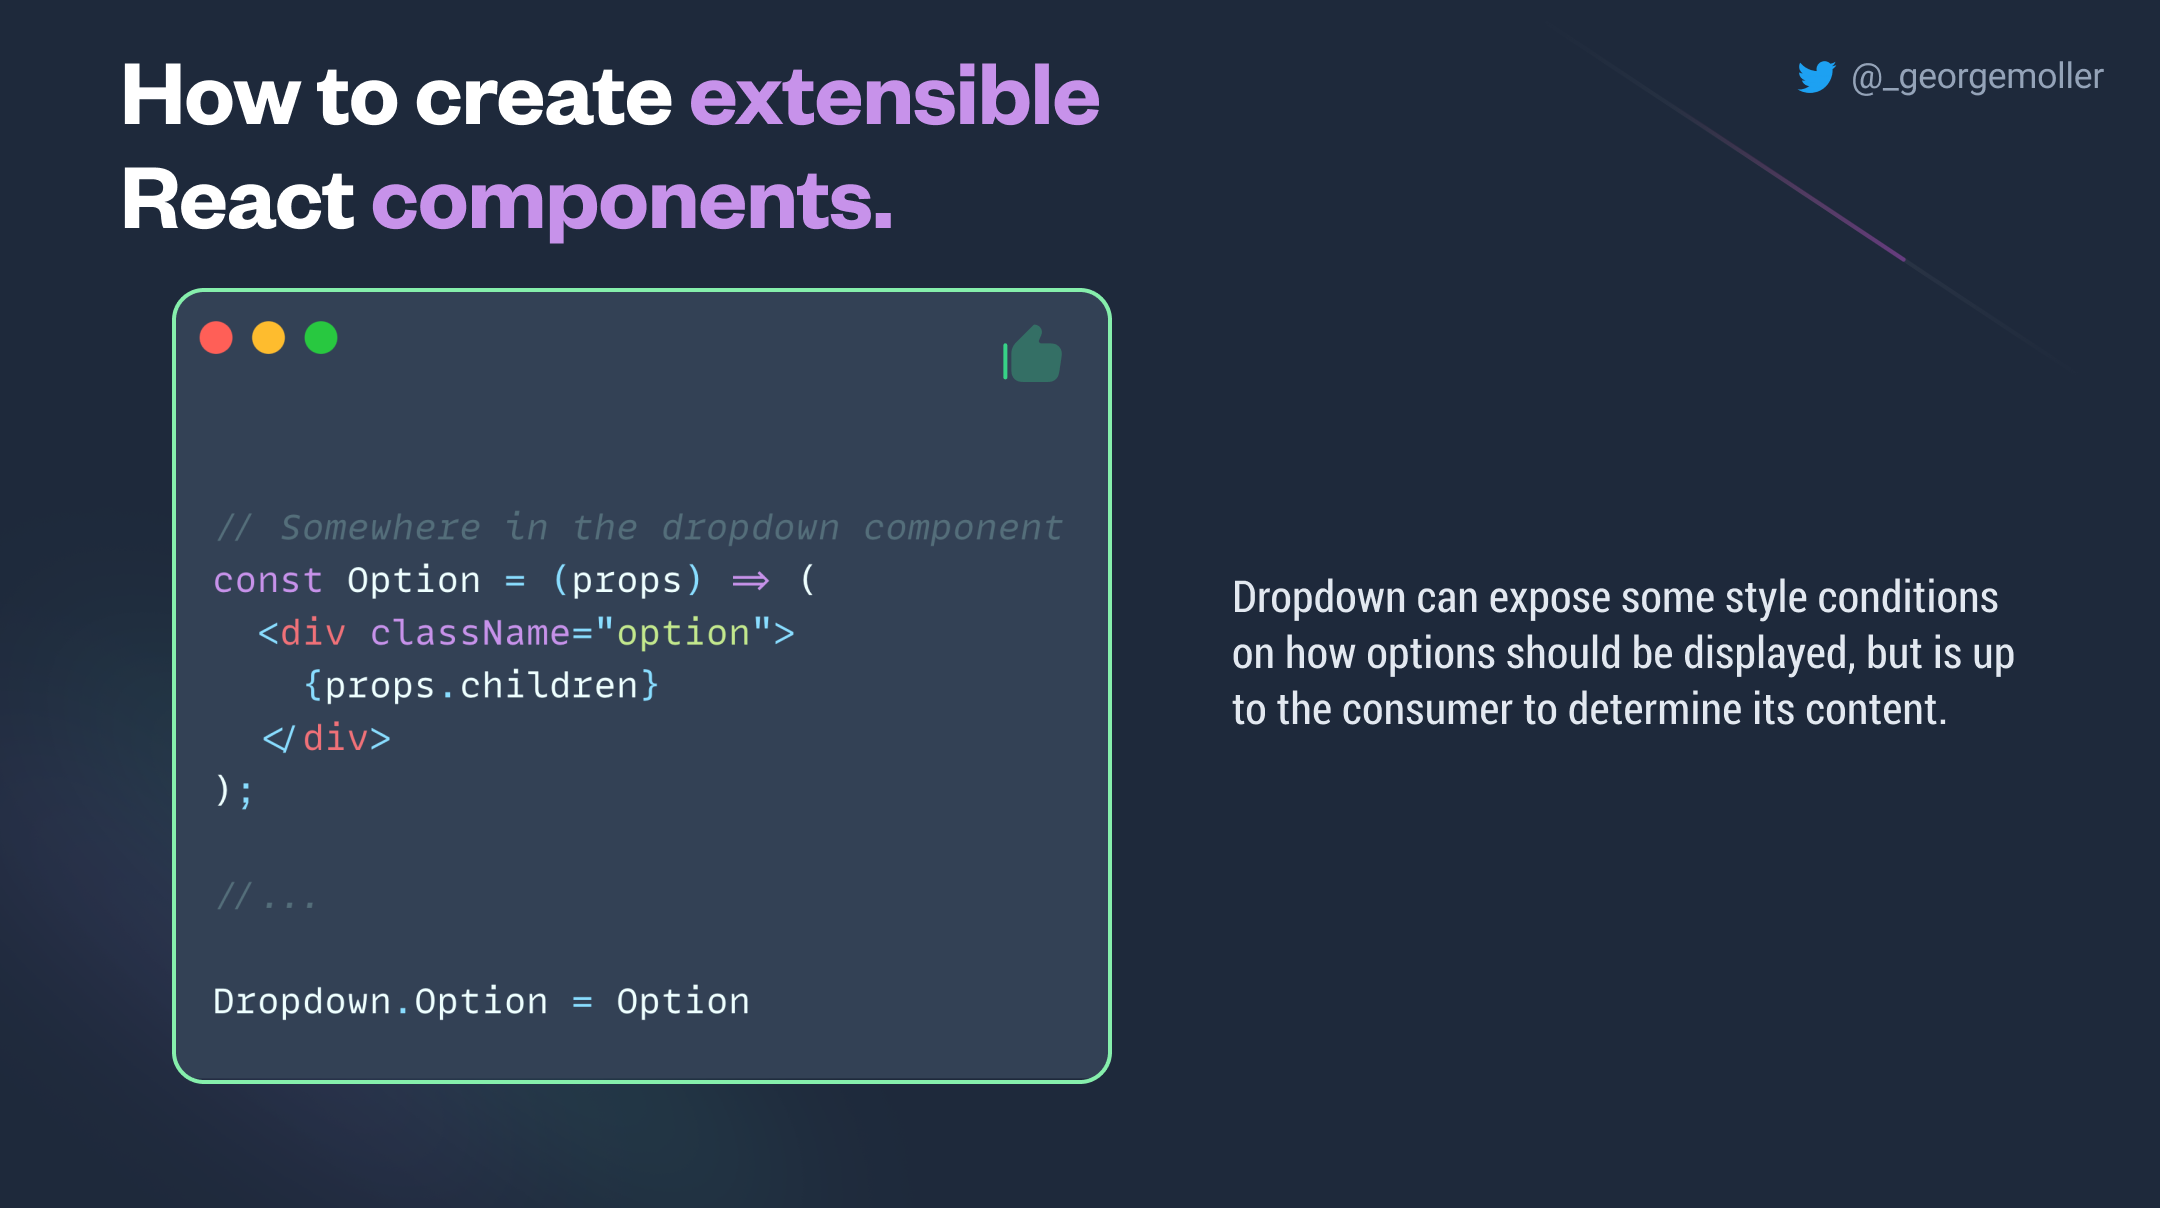 How to create extensible
React components.
@_georgemoller
// Somewhere in the dropdown component
const Option = (props) => (
  <div className="option">
    {props.children}
  </div>
);
//...
Dropdown.Option = Option
Dropdown can expose some style conditions
on how options should be displayed, but is up
to the consumer to determine its content.